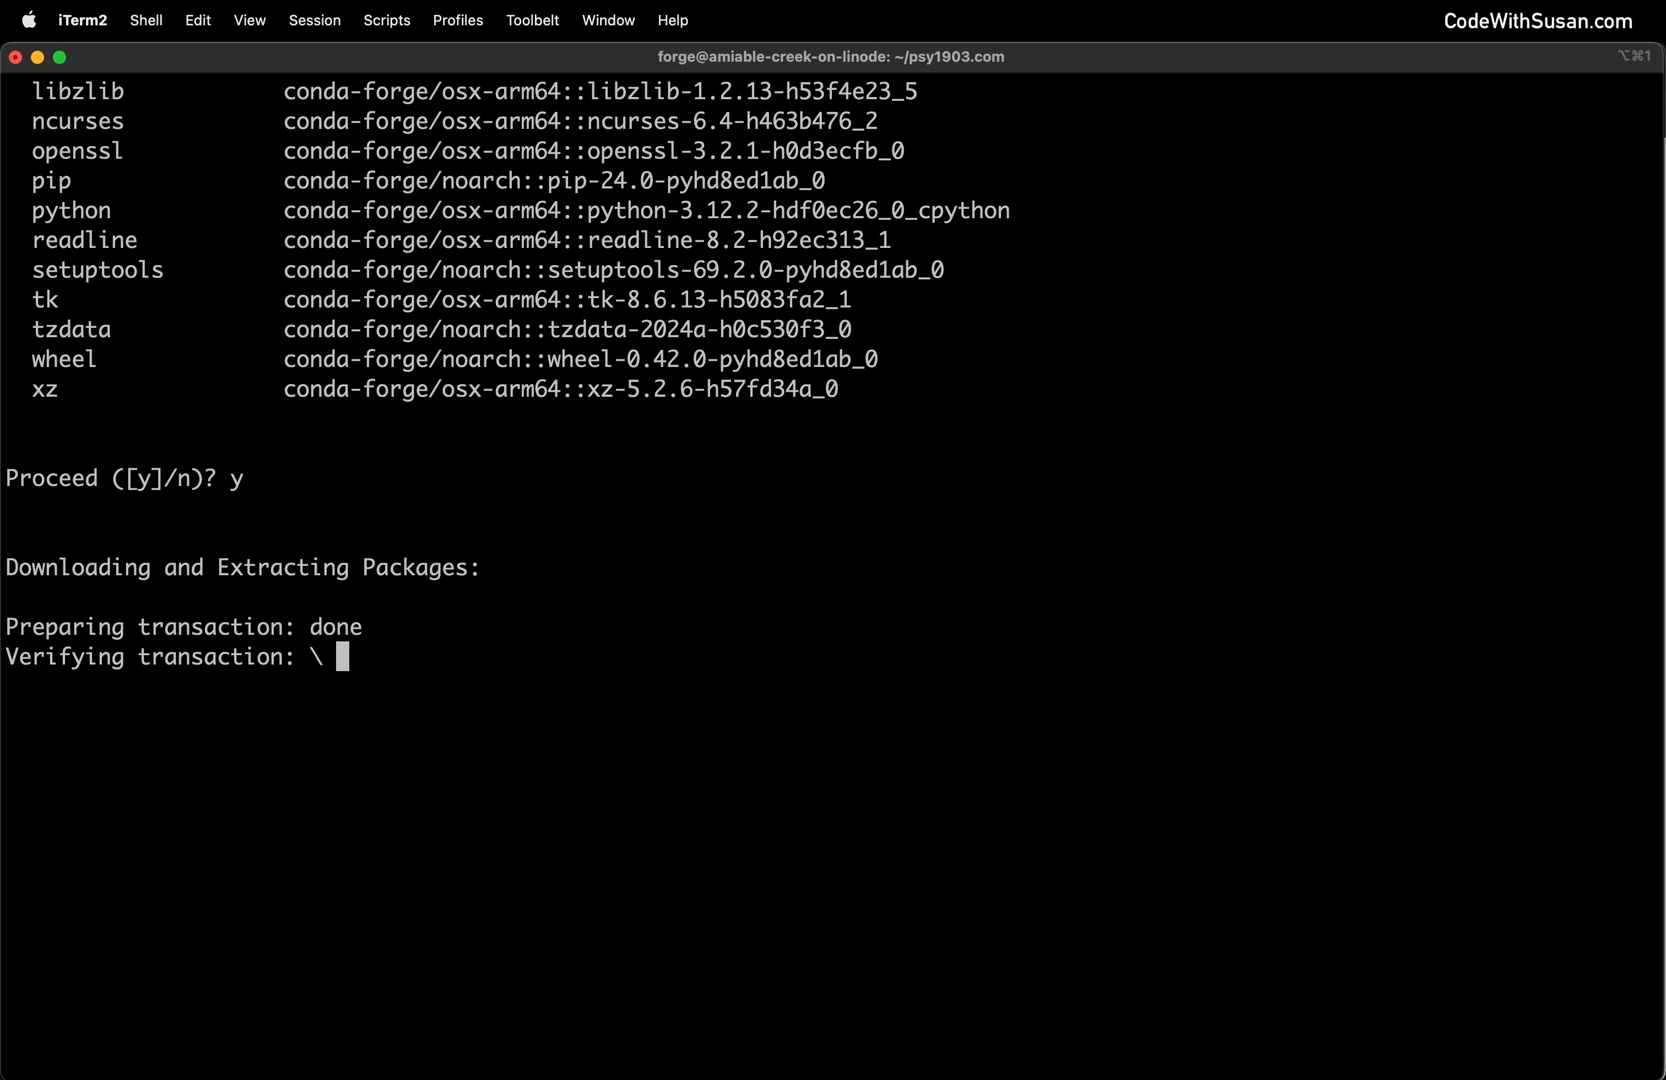 iTerm2 Shell Edit View Session Scripts Profiles Toolbelt Window Help CodeWithSusan.com
forge@amiable-creek-on-linode: ~/psy1903.com ⌥⌘1
libzlib conda-forge/osx-arm64::libzlib-1.2.13-h53f4e23_5
ncurses conda-forge/osx-arm64::ncurses-6.4-h463b476_2
openssl conda-forge/osx-arm64::openssl-3.2.1-h0d3ecfb_0
pip conda-forge/noarch::pip-24.0-pyhd8ed1ab_0
python conda-forge/osx-arm64::python-3.12.2-hdf0ec26_0_cpython
readline conda-forge/osx-arm64::readline-8.2-h92ec313_1
setuptools conda-forge/noarch::setuptools-69.2.0-pyhd8ed1ab_0
tk conda-forge/osx-arm64::tk-8.6.13-h5083fa2_1
tzdata conda-forge/noarch::tzdata-2024a-h0c530f3_0
wheel conda-forge/noarch::wheel-0.42.0-pyhd8ed1ab_0
xz conda-forge/osx-arm64::xz-5.2.6-h57fd34a_0
Proceed ([y]/n)? y
Downloading and Extracting Packages:
Preparing transaction: done
Verifying transaction: \